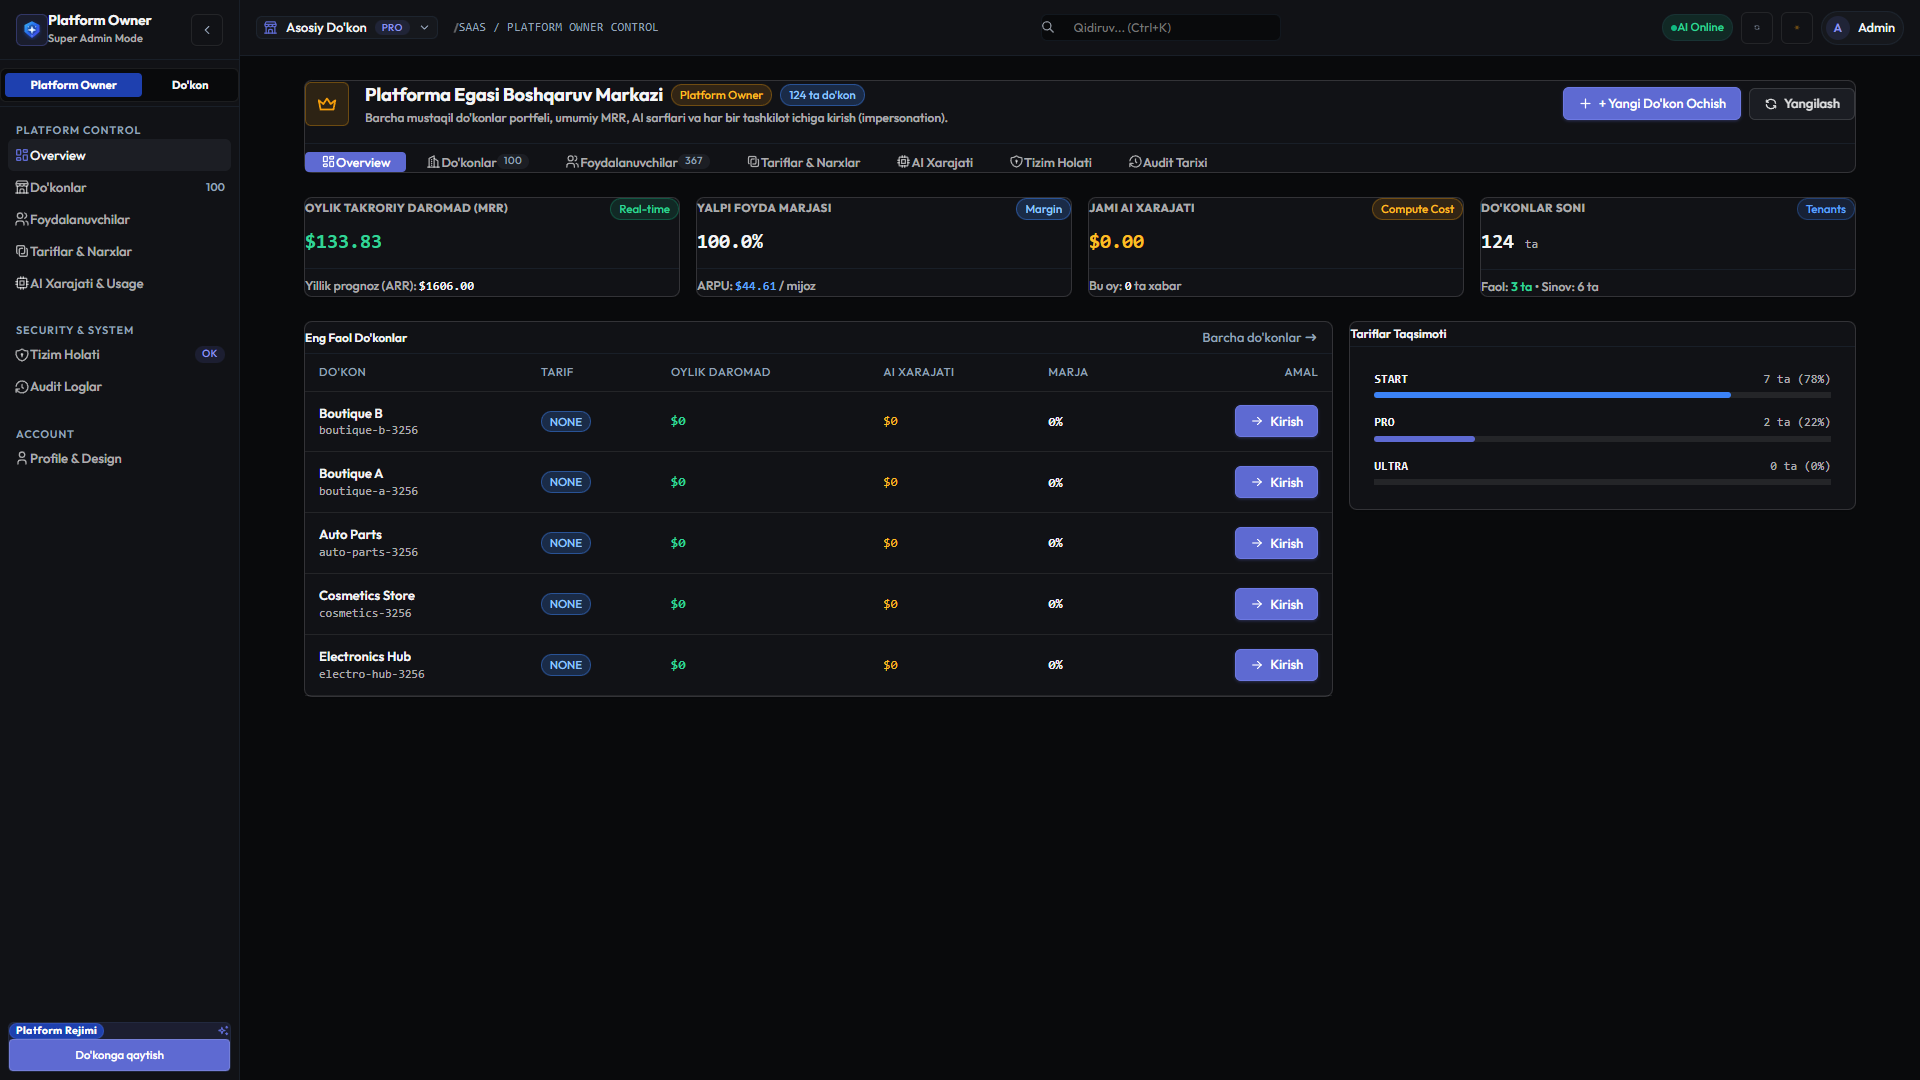 Platform Owner
Super Admin Mode
Platform Owner
Do'kon
PLATFORM CONTROL
Overview
Do'konlar 100
Foydalanuvchilar
Tariflar & Narxlar
AI Xarajati & Usage
SECURITY & SYSTEM
Tizim Holati OK
Audit Loglar
ACCOUNT
Profile & Design
Platform Rejimi
Do'konga qaytish
Asosiy Do'kon PRO
/SAAS / PLATFORM OWNER CONTROL
Qidiruv... (Ctrl+K)
AI Online
A Admin
Platforma Egasi Boshqaruv Markazi Platform Owner 124 ta do'kon
Barcha mustaqil do'konlar portfeli, umumiy MRR, AI sarflari va har bir tashkilot ichiga kirish (impersonation).
+ Yangi Do'kon Ochish
Yangilash
Overview
Do'konlar 100
Foydalanuvchilar 367
Tariflar & Narxlar
AI Xarajati
Tizim Holati
Audit Tarixi
OYLIK TAKRORIY DAROMAD (MRR) Real-time
$133.83
Yillik prognoz (ARR): $1606.00
YALPI FOYDA MARJASI Margin
100.0%
ARPU: $44.61 / mijoz
JAMI AI XARAJATI Compute Cost
$0.00
Bu oy: 0 ta xabar
DO'KONLAR SONI Tenants
124 ta
Faol: 3 ta • Sinov: 6 ta
Eng Faol Do'konlar
Barcha do'konlar →
DO'KON TARIF OYLIK DAROMAD AI XARAJATI MARJA AMAL
Boutique B
boutique-b-3256
NONE $0 $0 0% Kirish
Boutique A
boutique-a-3256
NONE $0 $0 0% Kirish
Auto Parts
auto-parts-3256
NONE $0 $0 0% Kirish
Cosmetics Store
cosmetics-3256
NONE $0 $0 0% Kirish
Electronics Hub
electro-hub-3256
NONE $0 $0 0% Kirish
Tariflar Taqsimoti
START 7 ta (78%)
PRO 2 ta (22%)
ULTRA 0 ta (0%)